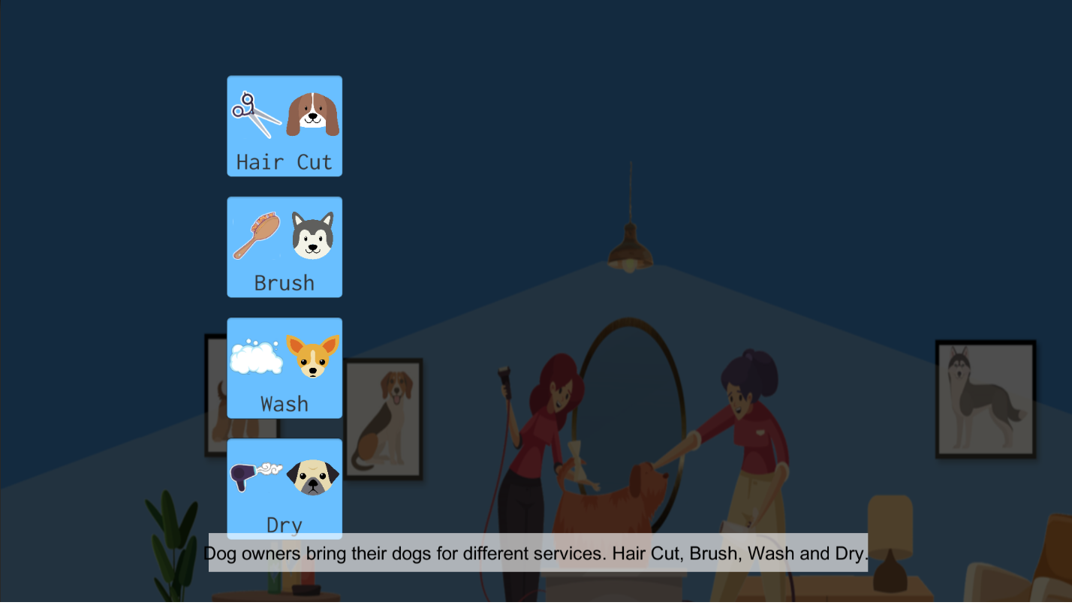 Hair Cut
Brush
Wash
Dry
Dog owners bring their dogs for different services. Hair Cut, Brush, Wash and Dry.